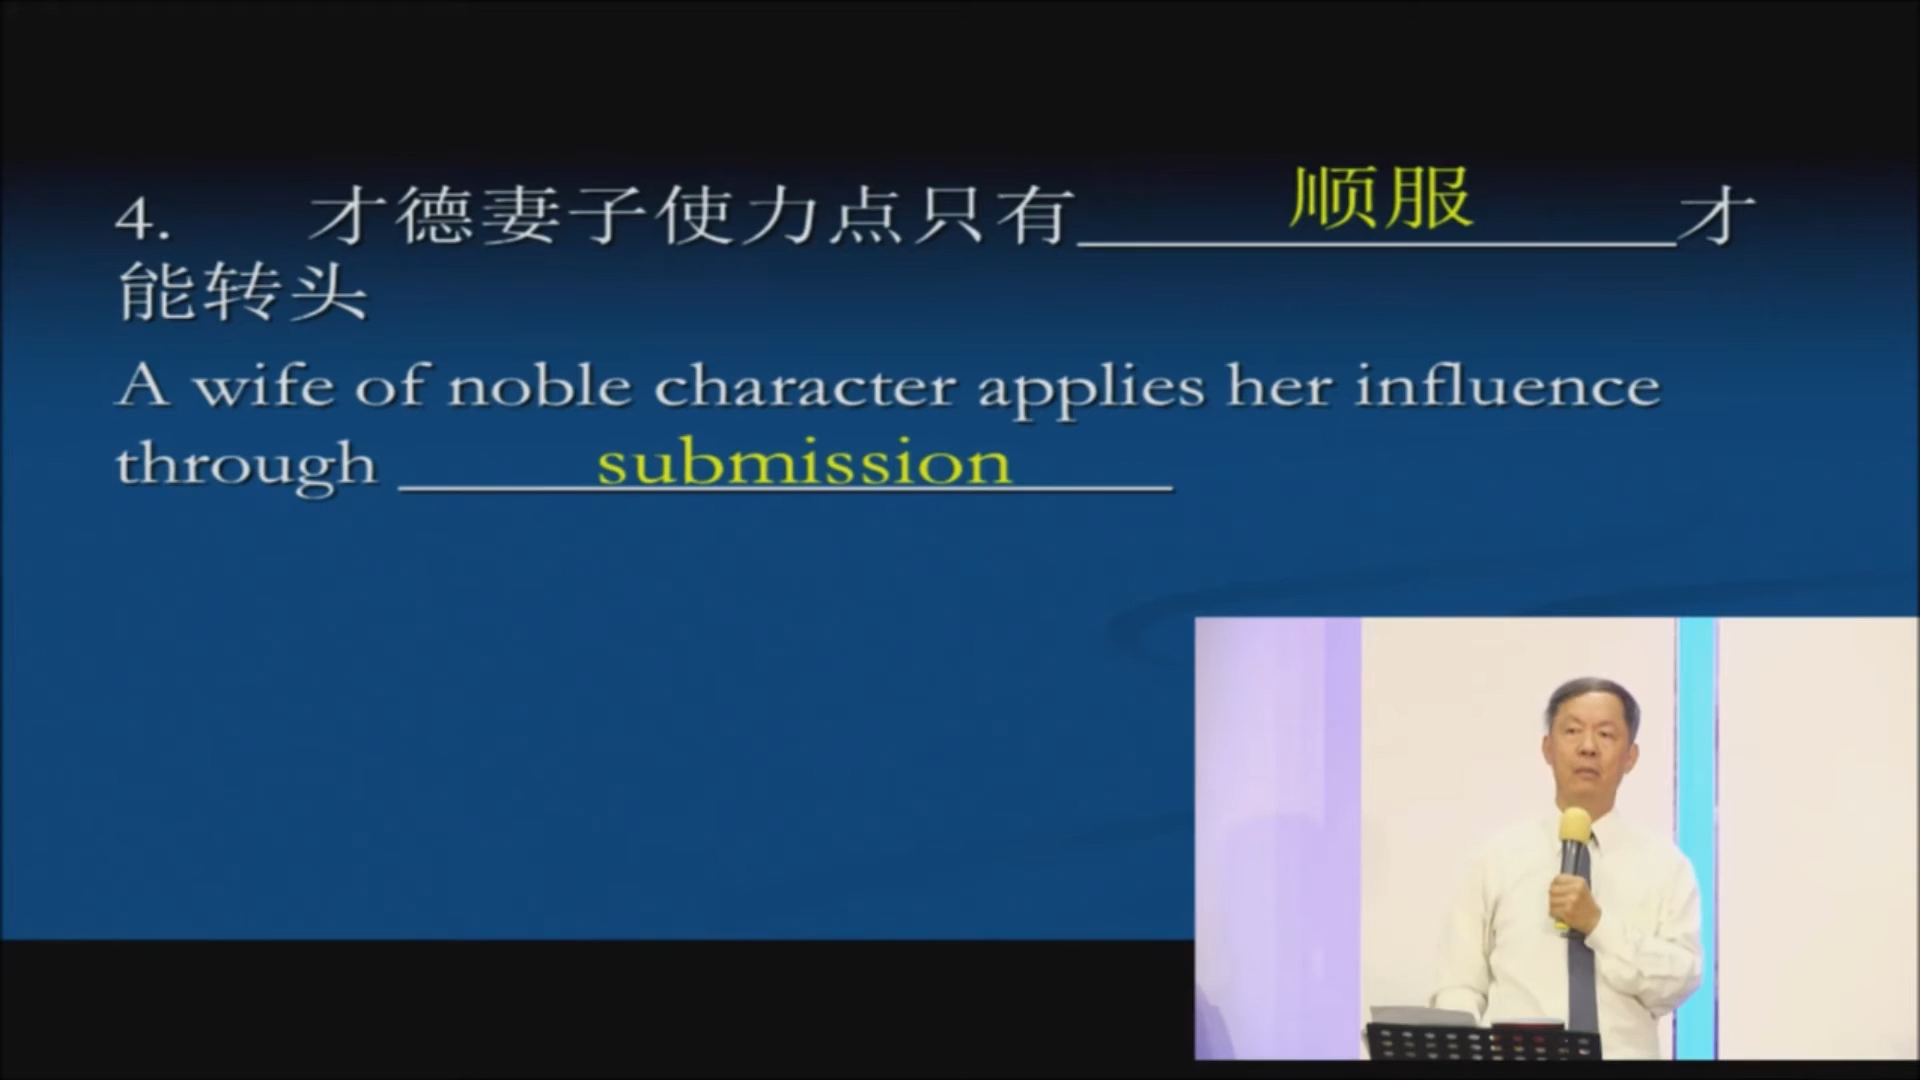 4. 才德妻子使力点只有 顺服 才
能转头
A wife of noble character applies her influence
through submission